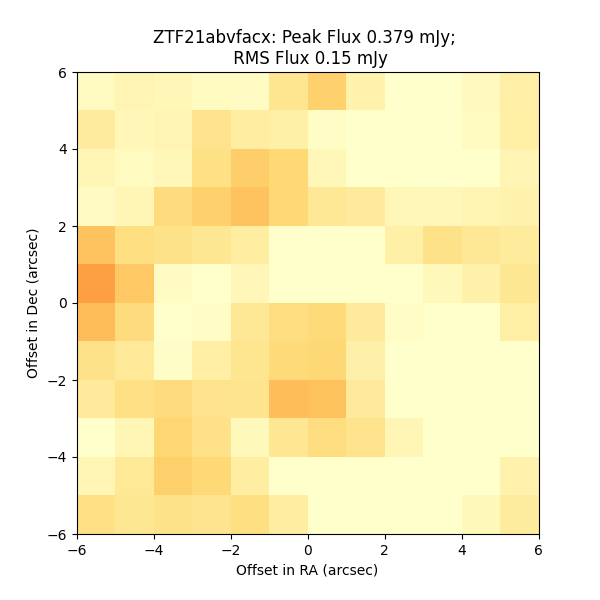 ZTF21abvfacx: Peak Flux 0.379 mJy;
RMS Flux 0.15 mJy
6
4
2
0
−2
−4
−6
Offset in Dec (arcsec)
−6 −4 −2 0 2 4 6
Offset in RA (arcsec)